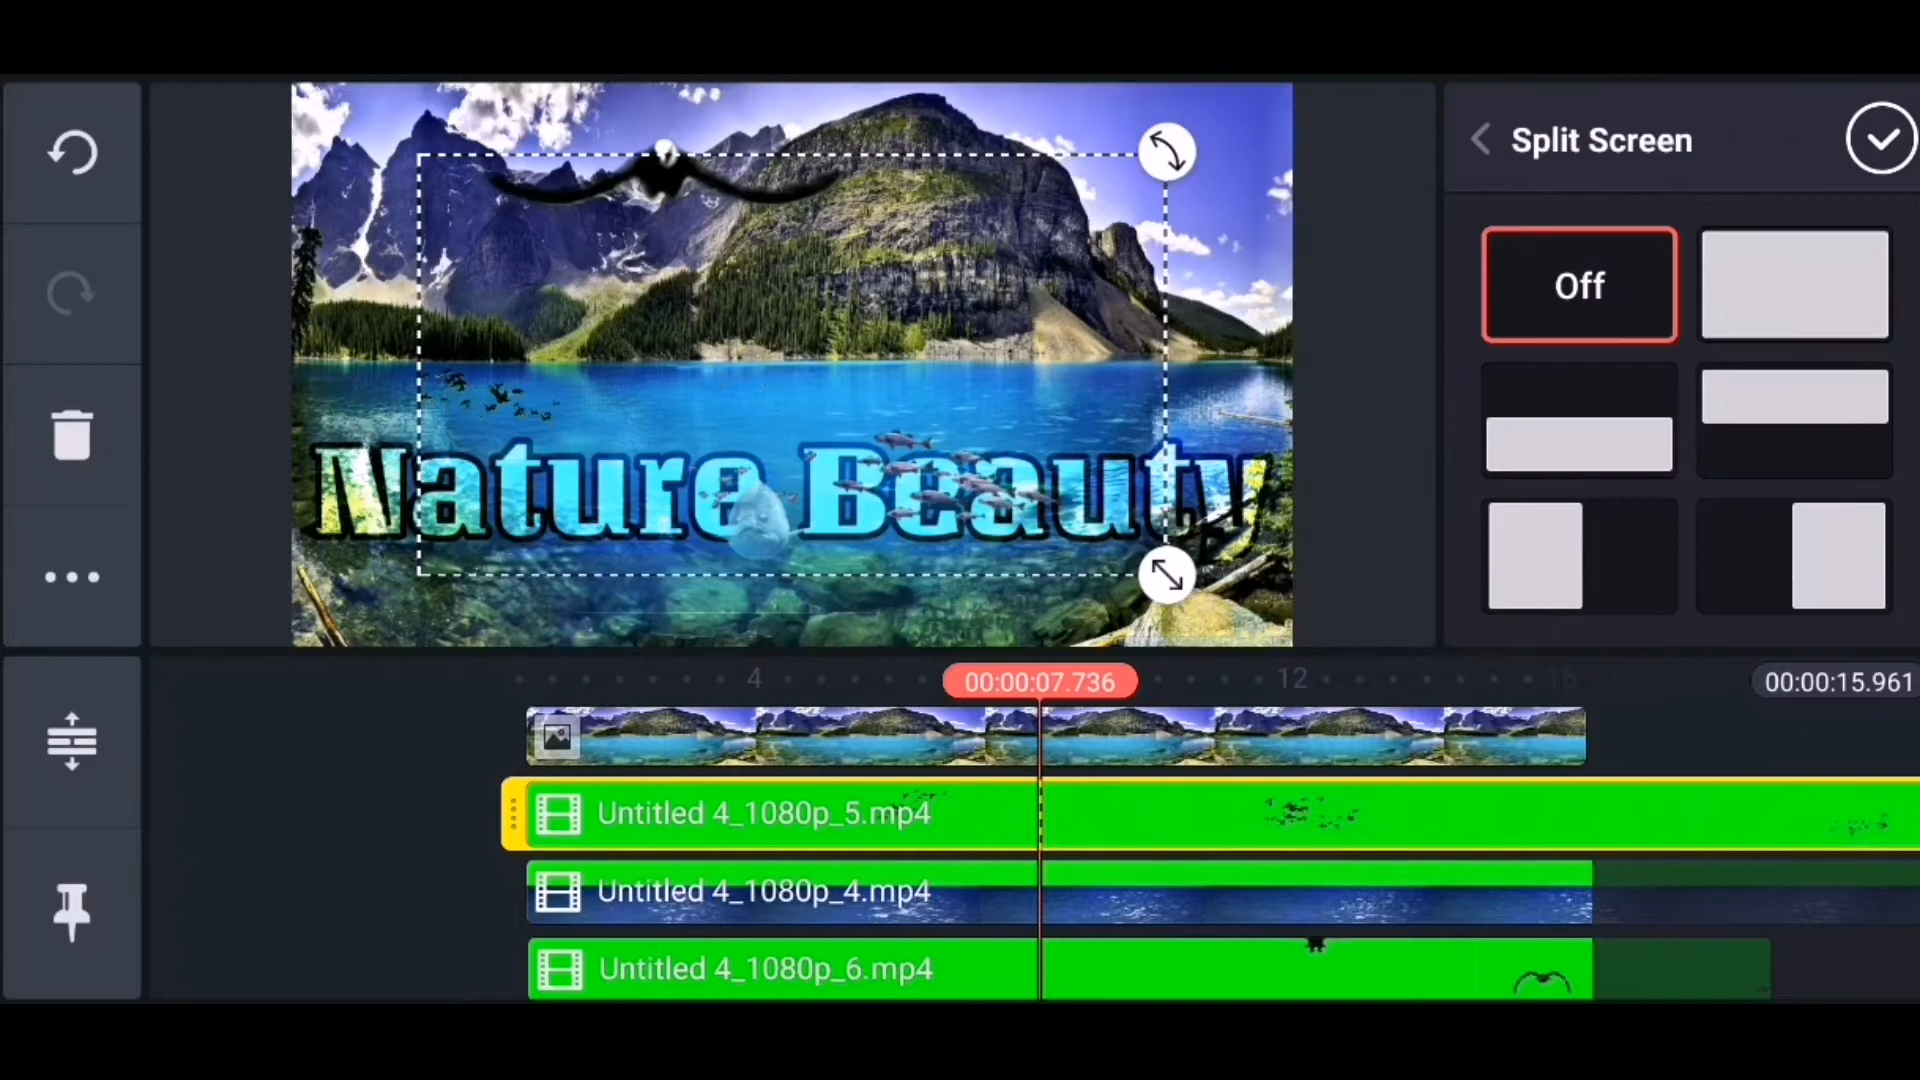 Split Screen
Off
Nature Beauty
4
00:00:07.736
12
16
00:00:15.961
Untitled 4_1080p_5.mp4
Untitled 4_1080p_4.mp4
Untitled 4_1080p_6.mp4